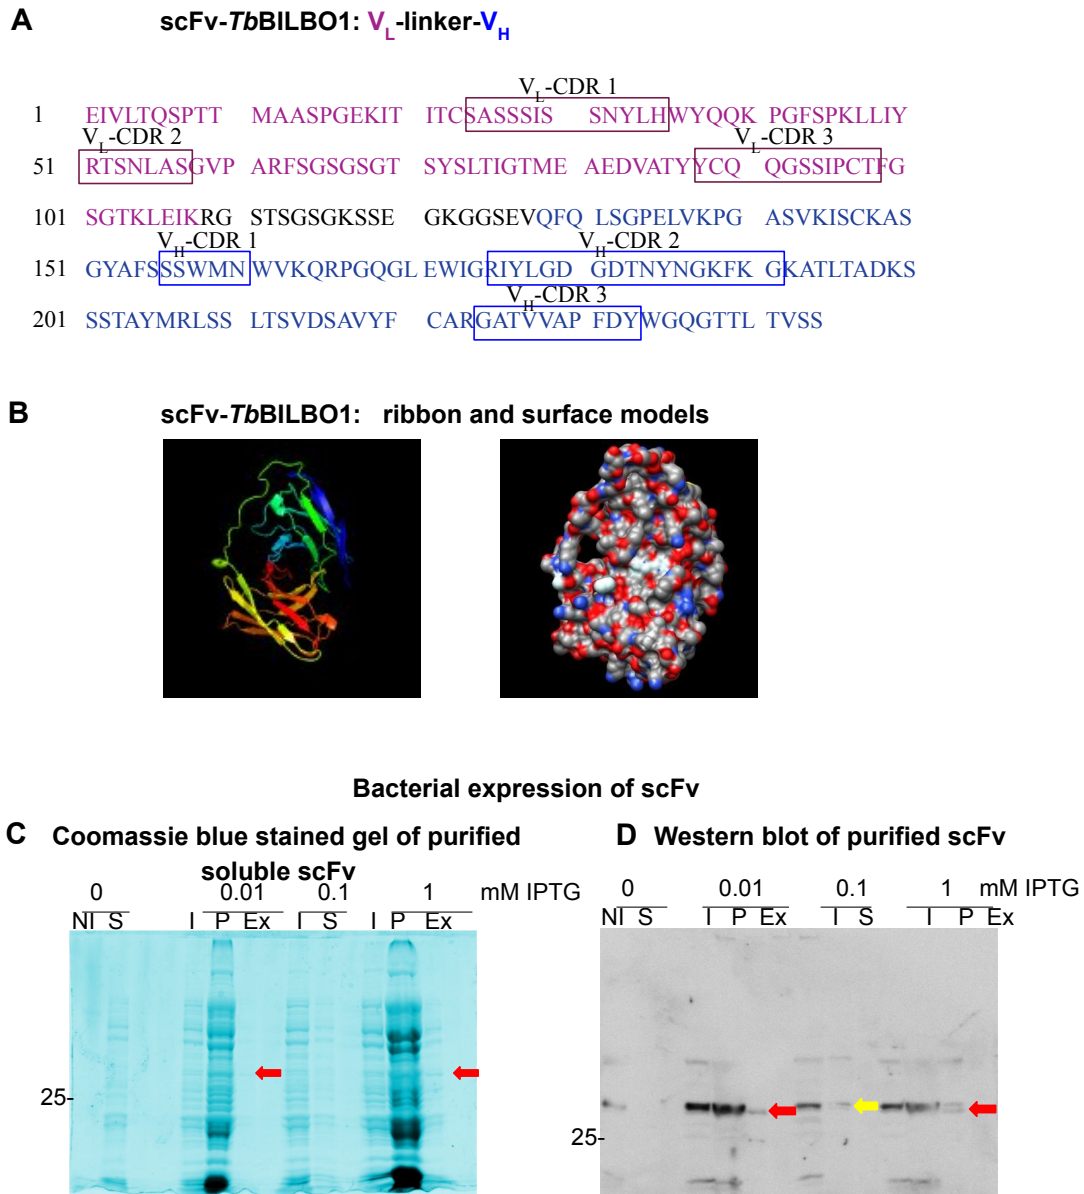 A scFv-TbBILBO1: VL-linker-VH
VL-CDR 1
1 EIVLTQSPTT MAASPGEKIT ITCSASSSIS SNYLHWYQQK PGFSPKLLIY
VL-CDR 2 VL-CDR 3
51 RTSNLASGVP ARFSGSGSGT SYSLTIGTME AEDVATYYCQ QGSSIPCTFG
101 SGTKLEIKRG STSGSGKSSE GKGGSEVQFQ LSGPELVKPG ASVKISCKAS
VH-CDR 1 VH-CDR 2
151 GYAFSSSWMN WVKQRPGQGL EWIGRIYLGD GDTNYNGKFK GKATLTADKS
VH-CDR 3
201 SSTAYMRLSS LTSVDSAVYF CARGATVVAP FDYWGQGTTL TVSS
B scFv-TbBILBO1: ribbon and surface models
Bacterial expression of scFv
C Coomassie blue stained gel of purified
soluble scFv
0 0.01 0.1 1 mM IPTG
NI S I P Ex I S I P Ex
25-
D Western blot of purified scFv
0 0.01 0.1 1 mM IPTG
NI S I P Ex I S I P Ex
25-